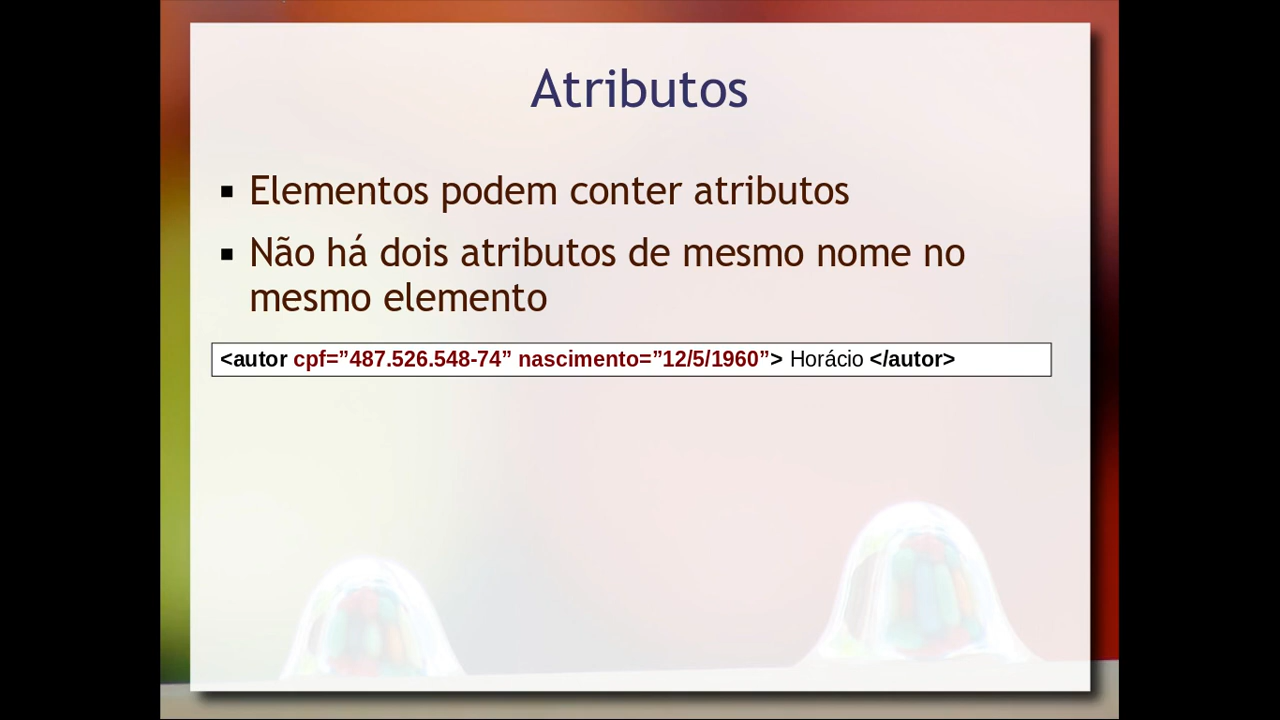 Atributos
Elementos podem conter atributos
Não há dois atributos de mesmo nome no
mesmo elemento
<autor cpf=”487.526.548-74” nascimento=”12/5/1960”> Horácio </autor>